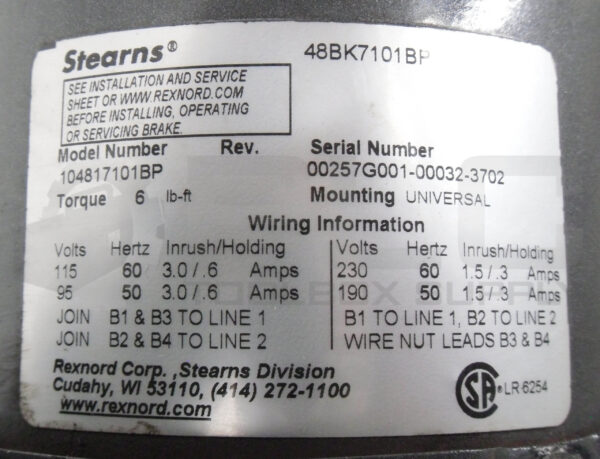 Stearns®
48BK7101BP
SEE INSTALLATION AND SERVICE
SHEET OR WWW.REXNORD.COM
BEFORE INSTALLING, OPERATING
OR SERVICING BRAKE.
Model Number Rev. Serial Number
104817101BP 00257G001-00032-3702
Torque 6 lb-ft Mounting UNIVERSAL
Wiring Information
Volts Hertz Inrush/Holding
115 60 3.0/.6 Amps
95 50 3.0/.6 Amps
JOIN B1 & B3 TO LINE 1
JOIN B2 & B4 TO LINE 2
Volts Hertz Inrush/Holding
230 60 1.5/.3 Amps
190 50 1.5/.3 Amps
B1 TO LINE 1, B2 TO LINE 2
WIRE NUT LEADS B3 & B4
Rexnord Corp. ,Stearns Division
Cudahy, WI 53110, (414) 272-1100
www.rexnord.com
SA ® LR-6254